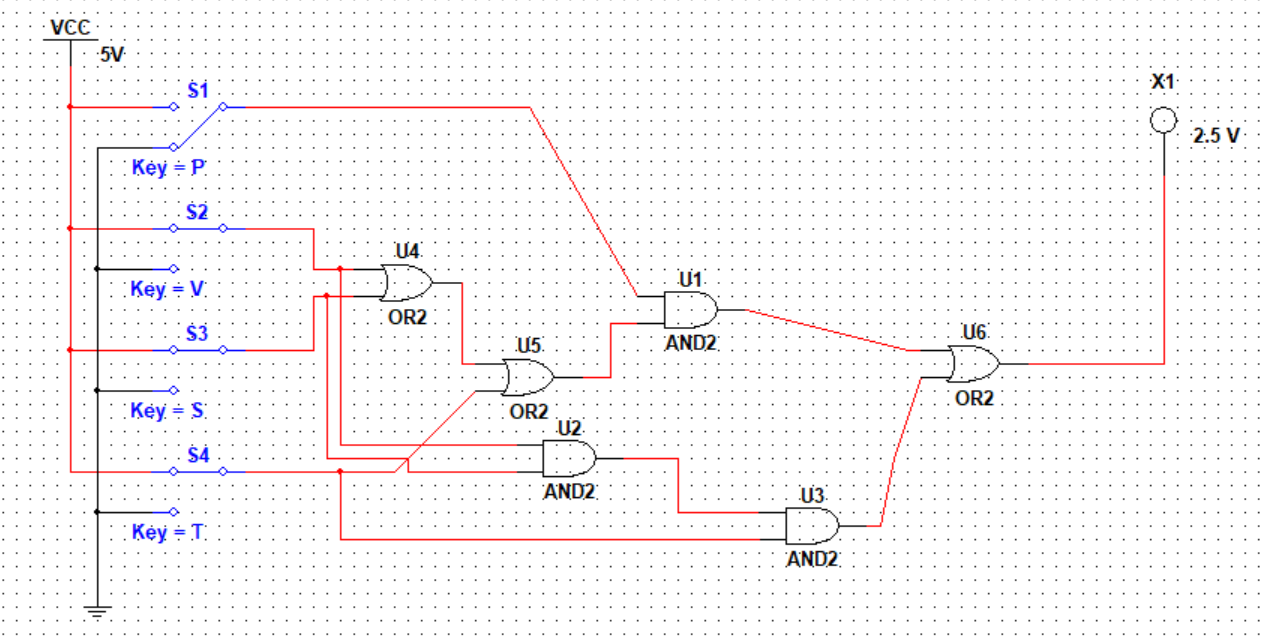 VCC
5V
S1
Key = P
S2
Key = V
S3
Key = S
S4
Key = T
U4
OR2
U5
OR2
U2
AND2
U1
AND2
U3
AND2
U6
OR2
X1
2.5 V